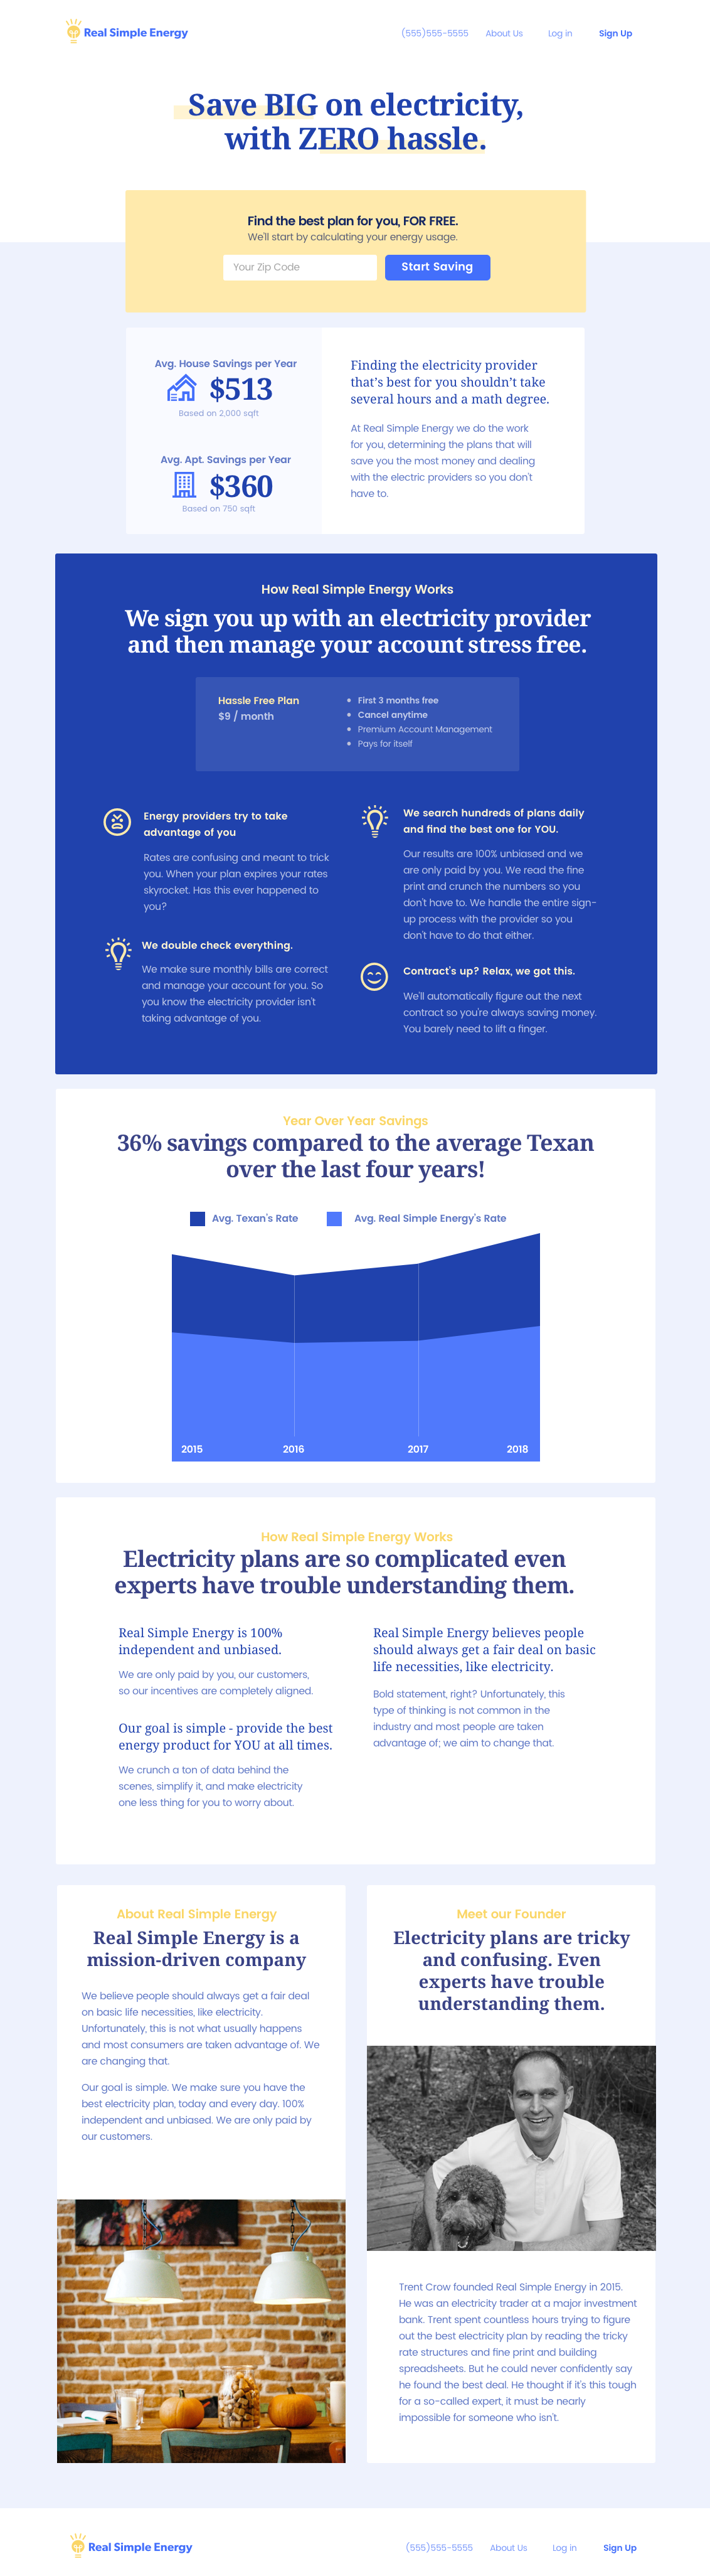 Real Simple Energy
(555)555-5555 About Us Log in Sign Up
Save BIG on electricity,
with ZERO hassle.
Find the best plan for you, FOR FREE.
We'll start by calculating your energy usage.
Your Zip Code
Start Saving
Avg. House Savings per Year
$513
Based on 2,000 sqft
Avg. Apt. Savings per Year
$360
Based on 750 sqft
Finding the electricity provider
that's best for you shouldn't take
several hours and a math degree.
At Real Simple Energy we do the work
for you, determining the plans that will
save you the most money and dealing
with the electric providers so you don't
have to.
How Real Simple Energy Works
We sign you up with an electricity provider
and then manage your account stress free.
Hassle Free Plan
$9 / month
• First 3 months free
• Cancel anytime
• Premium Account Management
• Pays for itself
Energy providers try to take
advantage of you
Rates are confusing and meant to trick
you. When your plan expires your rates
skyrocket. Has this ever happened to
you?
We double check everything.
We make sure monthly bills are correct
and manage your account for you. So
you know the electricity provider isn't
taking advantage of you.
We search hundreds of plans daily
and find the best one for YOU.
Our results are 100% unbiased and we
are only paid by you. We read the fine
print and crunch the numbers so you
don't have to. We handle the entire sign-
up process with the provider so you
don't have to do that either.
Contract's up? Relax, we got this.
We'll automatically figure out the next
contract so you're always saving money.
You barely need to lift a finger.
Year Over Year Savings
36% savings compared to the average Texan
over the last four years!
Avg. Texan's Rate
Avg. Real Simple Energy's Rate
2015 2016 2017 2018
How Real Simple Energy Works
Electricity plans are so complicated even
experts have trouble understanding them.
Real Simple Energy is 100%
independent and unbiased.
We are only paid by you, our customers,
so our incentives are completely aligned.
Our goal is simple - provide the best
energy product for YOU at all times.
We crunch a ton of data behind the
scenes, simplify it, and make electricity
one less thing for you to worry about.
Real Simple Energy believes people
should always get a fair deal on basic
life necessities, like electricity.
Bold statement, right? Unfortunately, this
type of thinking is not common in the
industry and most people are taken
advantage of; we aim to change that.
About Real Simple Energy
Real Simple Energy is a
mission-driven company
We believe people should always get a fair deal
on basic life necessities, like electricity.
Unfortunately, this is not what usually happens
and most consumers are taken advantage of. We
are changing that.
Our goal is simple. We make sure you have the
best electricity plan, today and every day. 100%
independent and unbiased. We are only paid by
our customers.
Meet our Founder
Electricity plans are tricky
and confusing. Even
experts have trouble
understanding them.
Trent Crow founded Real Simple Energy in 2015.
He was an electricity trader at a major investment
bank. Trent spent countless hours trying to figure
out the best electricity plan by reading the tricky
rate structures and fine print and building
spreadsheets. But he could never confidently say
he found the best deal. He thought if it's this tough
for a so-called expert, it must be nearly
impossible for someone who isn't.
Real Simple Energy
(555)555-5555 About Us Log in Sign Up